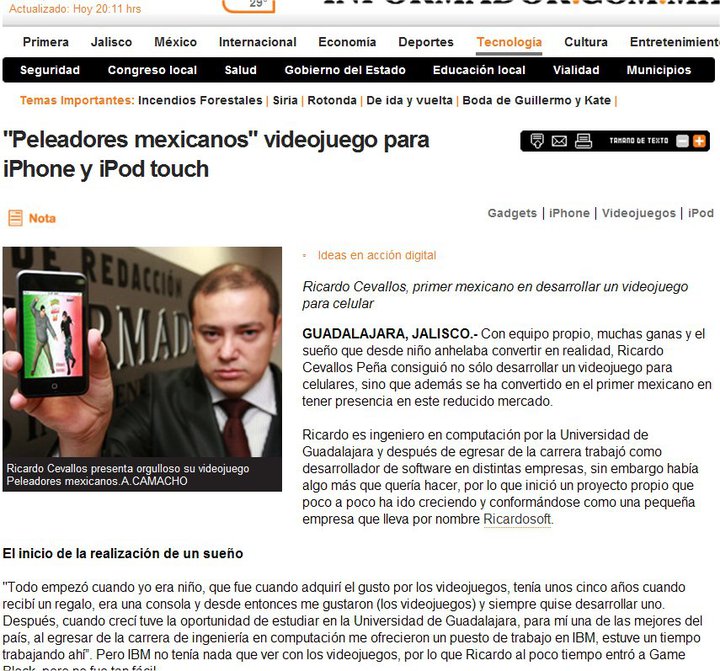 Actualizado: Hoy 20:11 hrs
29°
INFORMADOR.COM.MX
Primera Jalisco México Internacional Economía Deportes Tecnología Cultura Entretenimient
Seguridad Congreso local Salud Gobierno del Estado Educación local Vialidad Municipios
Temas Importantes: Incendios Forestales | Siria | Rotonda | De ida y vuelta | Boda de Guillermo y Kate |
"Peleadores mexicanos" videojuego para
iPhone y iPod touch
TAMAÑO DE TEXTO
Nota
Gadgets | iPhone | Videojuegos | iPod
DE REDACCIÓN
FORMAD
Ricardo Cevallos presenta orgulloso su videojuego
Peleadores mexicanos.A.CAMACHO
Ideas en acción digital
Ricardo Cevallos, primer mexicano en desarrollar un videojuego
para celular
GUADALAJARA, JALISCO.- Con equipo propio, muchas ganas y el
sueño que desde niño anhelaba convertir en realidad, Ricardo
Cevallos Peña consiguió no sólo desarrollar un videojuego para
celulares, sino que además se ha convertido en el primer mexicano en
tener presencia en este reducido mercado.
Ricardo es ingeniero en computación por la Universidad de
Guadalajara y después de egresar de la carrera trabajó como
desarrollador de software en distintas empresas, sin embargo había
algo más que quería hacer, por lo que inició un proyecto propio que
poco a poco ha ido creciendo y conformándose como una pequeña
empresa que lleva por nombre Ricardosoft.
El inicio de la realización de un sueño
"Todo empezó cuando yo era niño, que fue cuando adquirí el gusto por los videojuegos, tenía unos cinco años cuando
recibí un regalo, era una consola y desde entonces me gustaron (los videojuegos) y siempre quise desarrollar uno.
Después, cuando crecí tuve la oportunidad de estudiar en la Universidad de Guadalajara, para mí una de las mejores del
país, al egresar de la carrera de ingeniería en computación me ofrecieron un puesto de trabajo en IBM, estuve un tiempo
trabajando ahí". Pero IBM no tenía nada que ver con los videojuegos, por lo que Ricardo al poco tiempo entró a Game
Block, pero no fue tan fácil